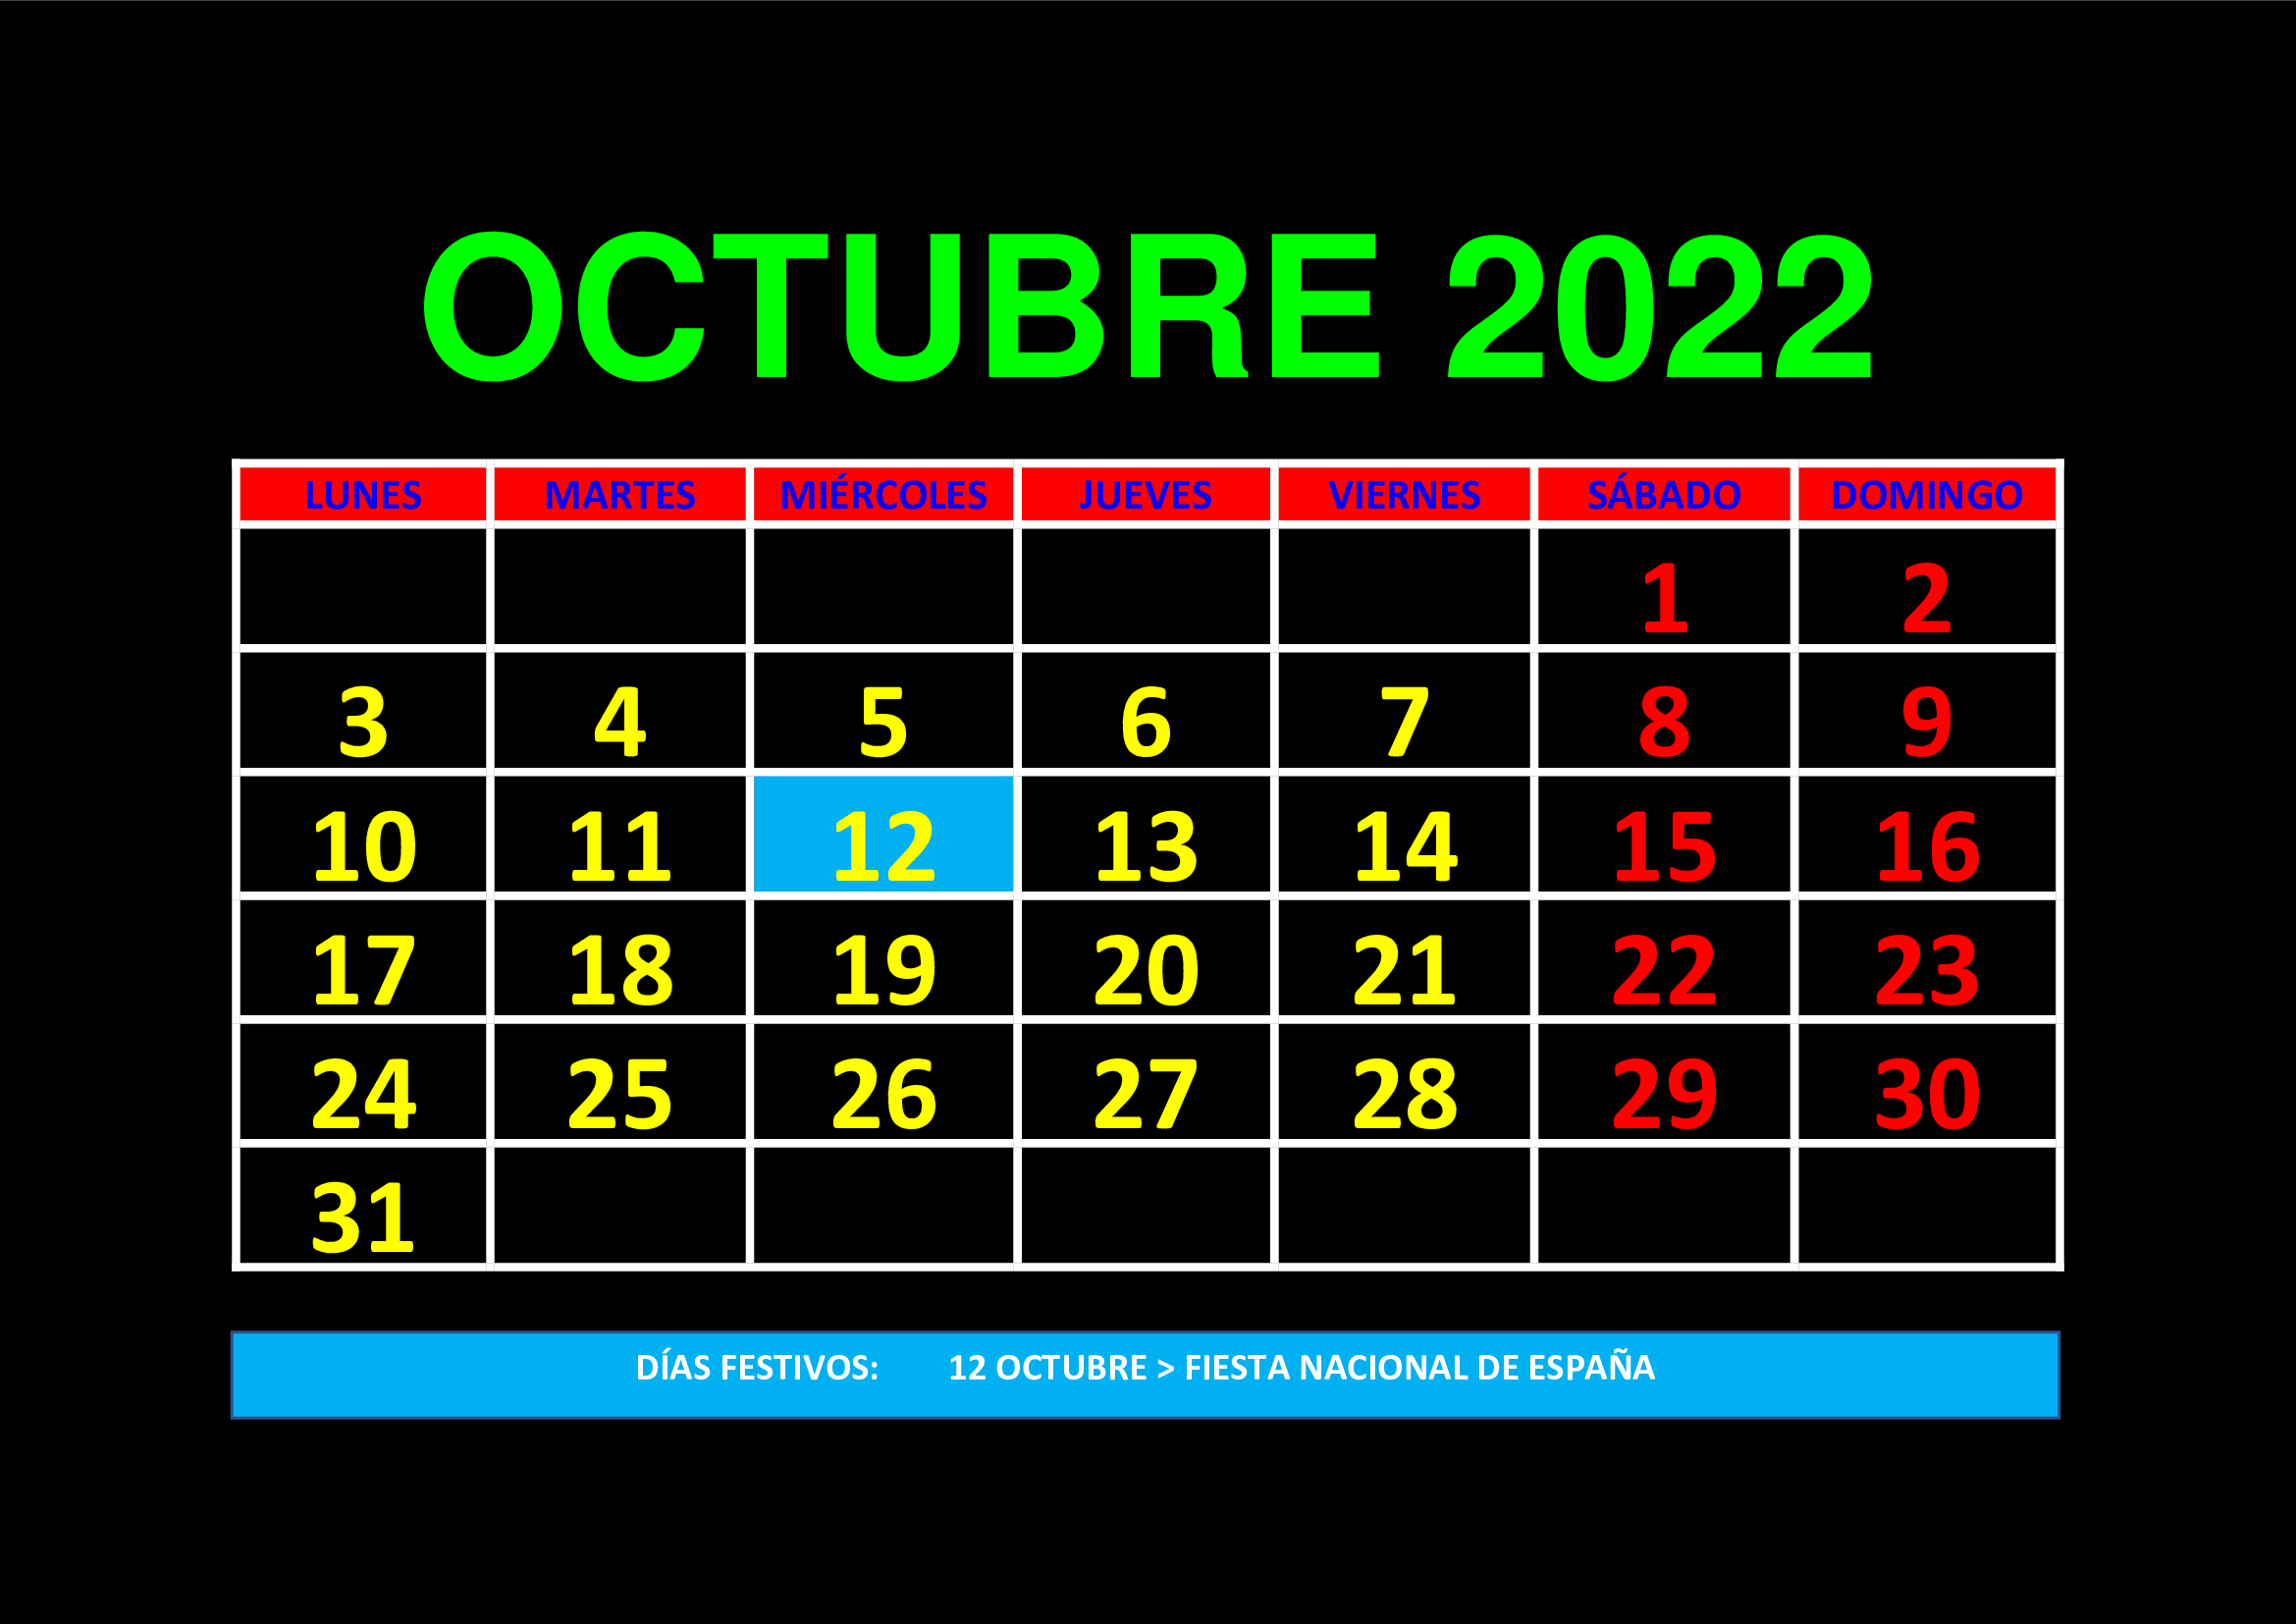 OCTUBRE 2022
LUNES MARTES MIÉRCOLES JUEVES VIERNES SÁBADO DOMINGO
1 2
3 4 5 6 7 8 9
10 11 12 13 14 15 16
17 18 19 20 21 22 23
24 25 26 27 28 29 30
31
DÍAS FESTIVOS: 12 OCTUBRE > FIESTA NACIONAL DE ESPAÑA